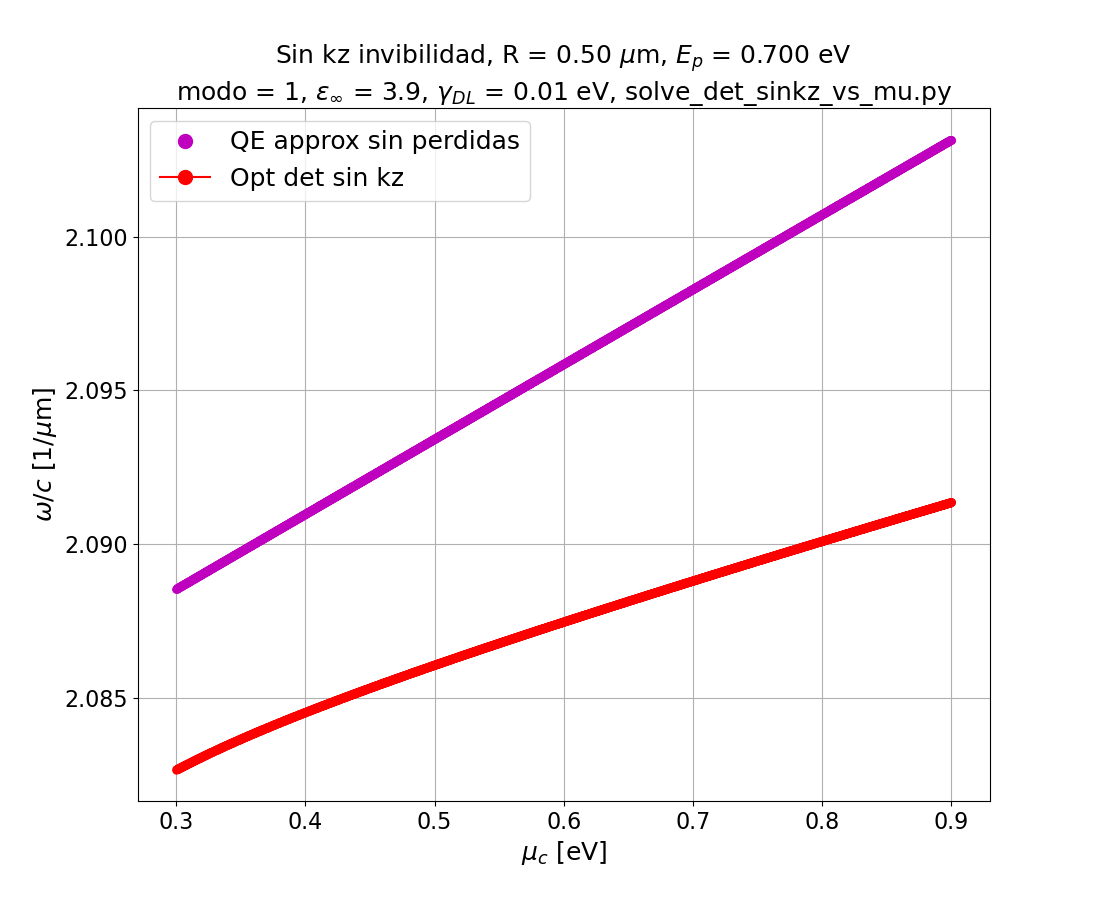 Sin kz invibilidad, R = 0.50 μm, E_p = 0.700 eV
modo = 1, ε_∞ = 3.9, γ_DL = 0.01 eV, solve_det_sinkz_vs_mu.py
QE approx sin perdidas
Opt det sin kz
2.100
2.095
2.090
2.085
ω/c [1/μm]
0.3 0.4 0.5 0.6 0.7 0.8 0.9
μ_c [eV]